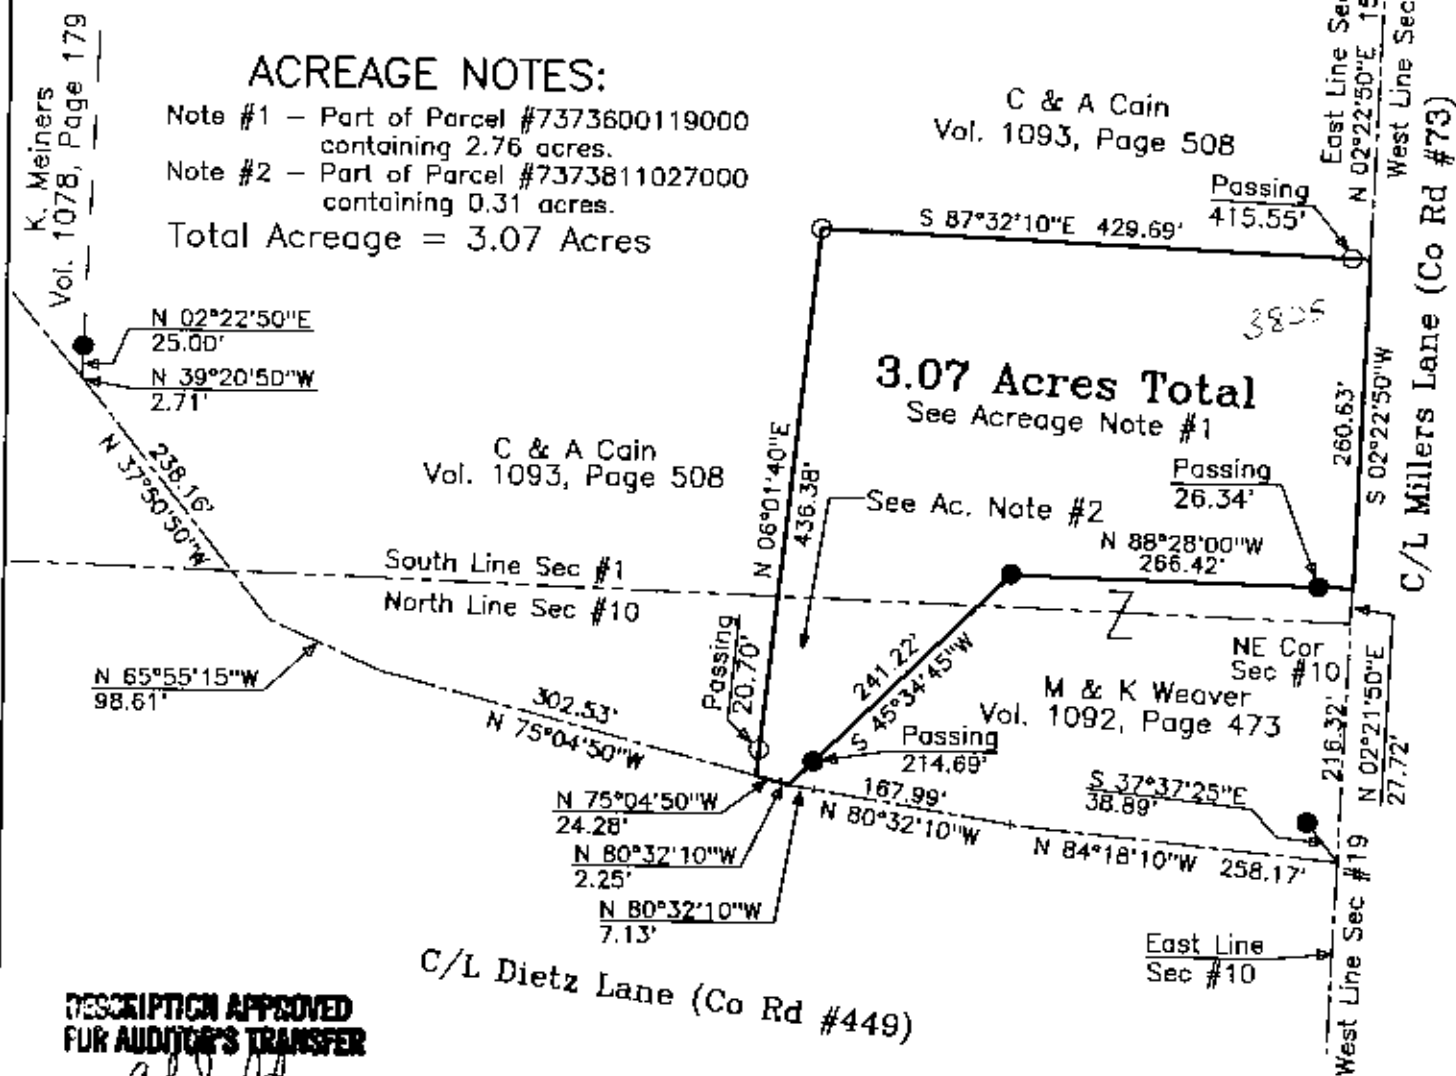 K. Meiners
Vol. 1078, Page 179
ACREAGE NOTES:
Note #1 – Part of Parcel #7373600119000
containing 2.76 acres.
Note #2 – Part of Parcel #7373811027000
containing 0.31 acres.
Total Acreage = 3.07 Acres
C & A Cain
Vol. 1093, Page 508
East Line Sec
N 02°22'50"E 15
West Line Sec
C/L Millers Lane (Co Rd #73)
Passing
415.55'
S 87°32'10"E 429.69'
3825
N 02°22'50"E
25.00'
N 39°20'50"W
2.71'
3.07 Acres Total
See Acreage Note #1
260.63'
S 02°22'50"W
238.16'
N 37°50'50"W
C & A Cain
Vol. 1093, Page 508
N 06°01'40"E
436.38'
See Ac. Note #2
Passing
26.34'
N 88°28'00"W
266.42'
South Line Sec #1
North Line Sec #10
Passing
20.70'
241.22'
S 45°34'45"W
NE Cor
Sec #10
M & K Weaver
Vol. 1092, Page 473
216.32'
N 02°21'50"E
27.72'
N 65°55'15"W
98.61'
302.53'
N 75°04'50"W
Passing
214.69'
167.99'
N 80°32'10"W
S 37°37'25"E
38.89'
N 84°18'10"W 258.17'
N 75°04'50"W
24.28'
N 80°32'10"W
2.25'
N 80°32'10"W
7.13'
East Line
Sec #10
West Line Sec #19
C/L Dietz Lane (Co Rd #449)
DESCRIPTION APPROVED
FOR AUDITOR'S TRANSFER